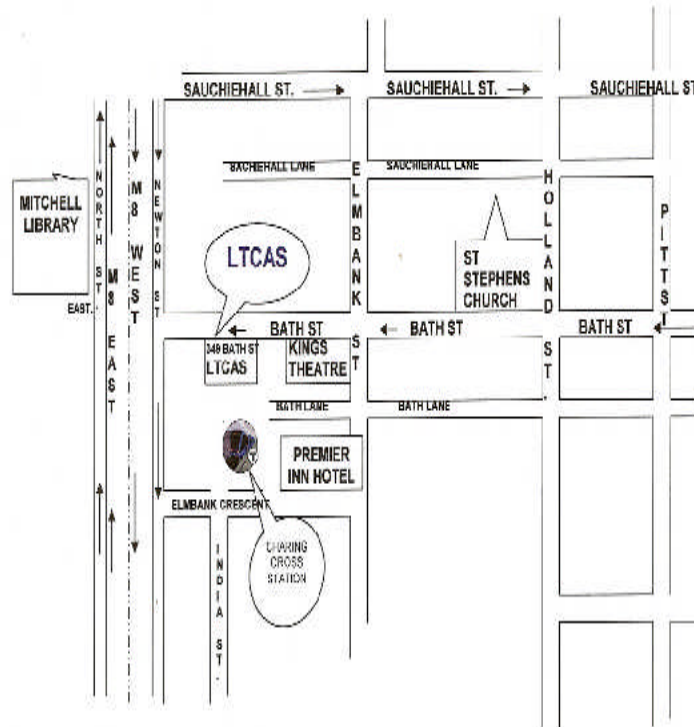 SAUCHIEHALL ST.
SAUCHIEHALL ST.
SAUCHIEHALL ST
SACHIEHALL LANE
SAUCHIEHALL LANE
MITCHELL
LIBRARY
NORTH ST.
M8 EAST
M8 WEST
NEWTON ST
ELMBANK ST
HOLLAND ST.
PITT ST
EAST.
LTCAS
ST
STEPHENS
CHURCH
BATH ST
BATH ST
BATH ST
349 BATH ST
LTCAS
KINGS
THEATRE
BATH LANE
BATH LANE
PREMIER
INN HOTEL
ELMBANK CRESCENT
INDIA ST.
CHARING
CROSS
STATION